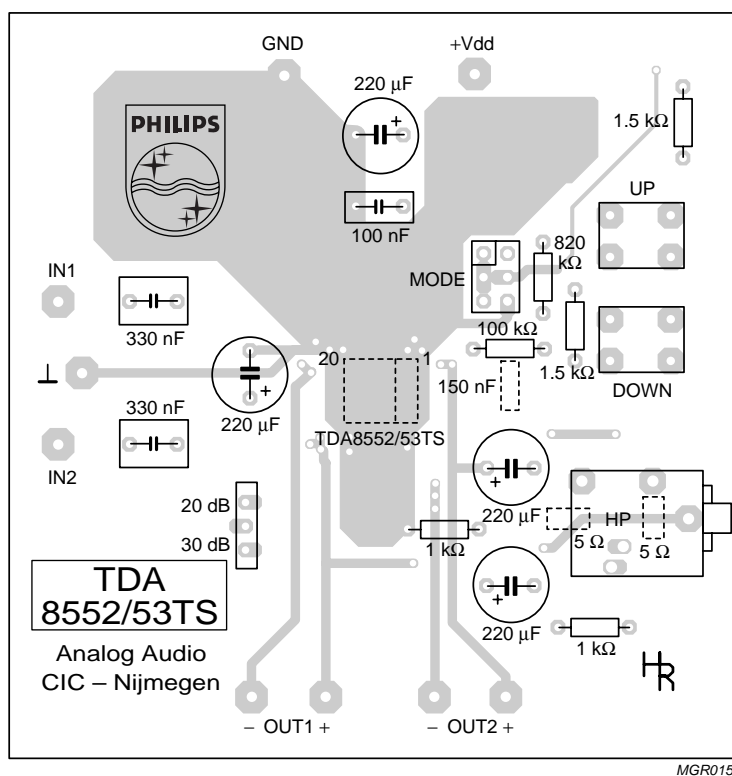 GND
+Vdd
220 μF
+
PHILIPS
1.5 kΩ
UP
100 nF
IN1
MODE
820
kΩ
330 nF
100 kΩ
20
1
1.5 kΩ
DOWN
150 nF
330 nF
+
220 μF
TDA8552/53TS
IN2
+
220 μF
20 dB
HP
30 dB
1 kΩ
5 Ω
5 Ω
TDA
8552/53TS
+
220 μF
1 kΩ
Analog Audio
CIC – Nijmegen
HR
– OUT1 +
– OUT2 +
MGR015